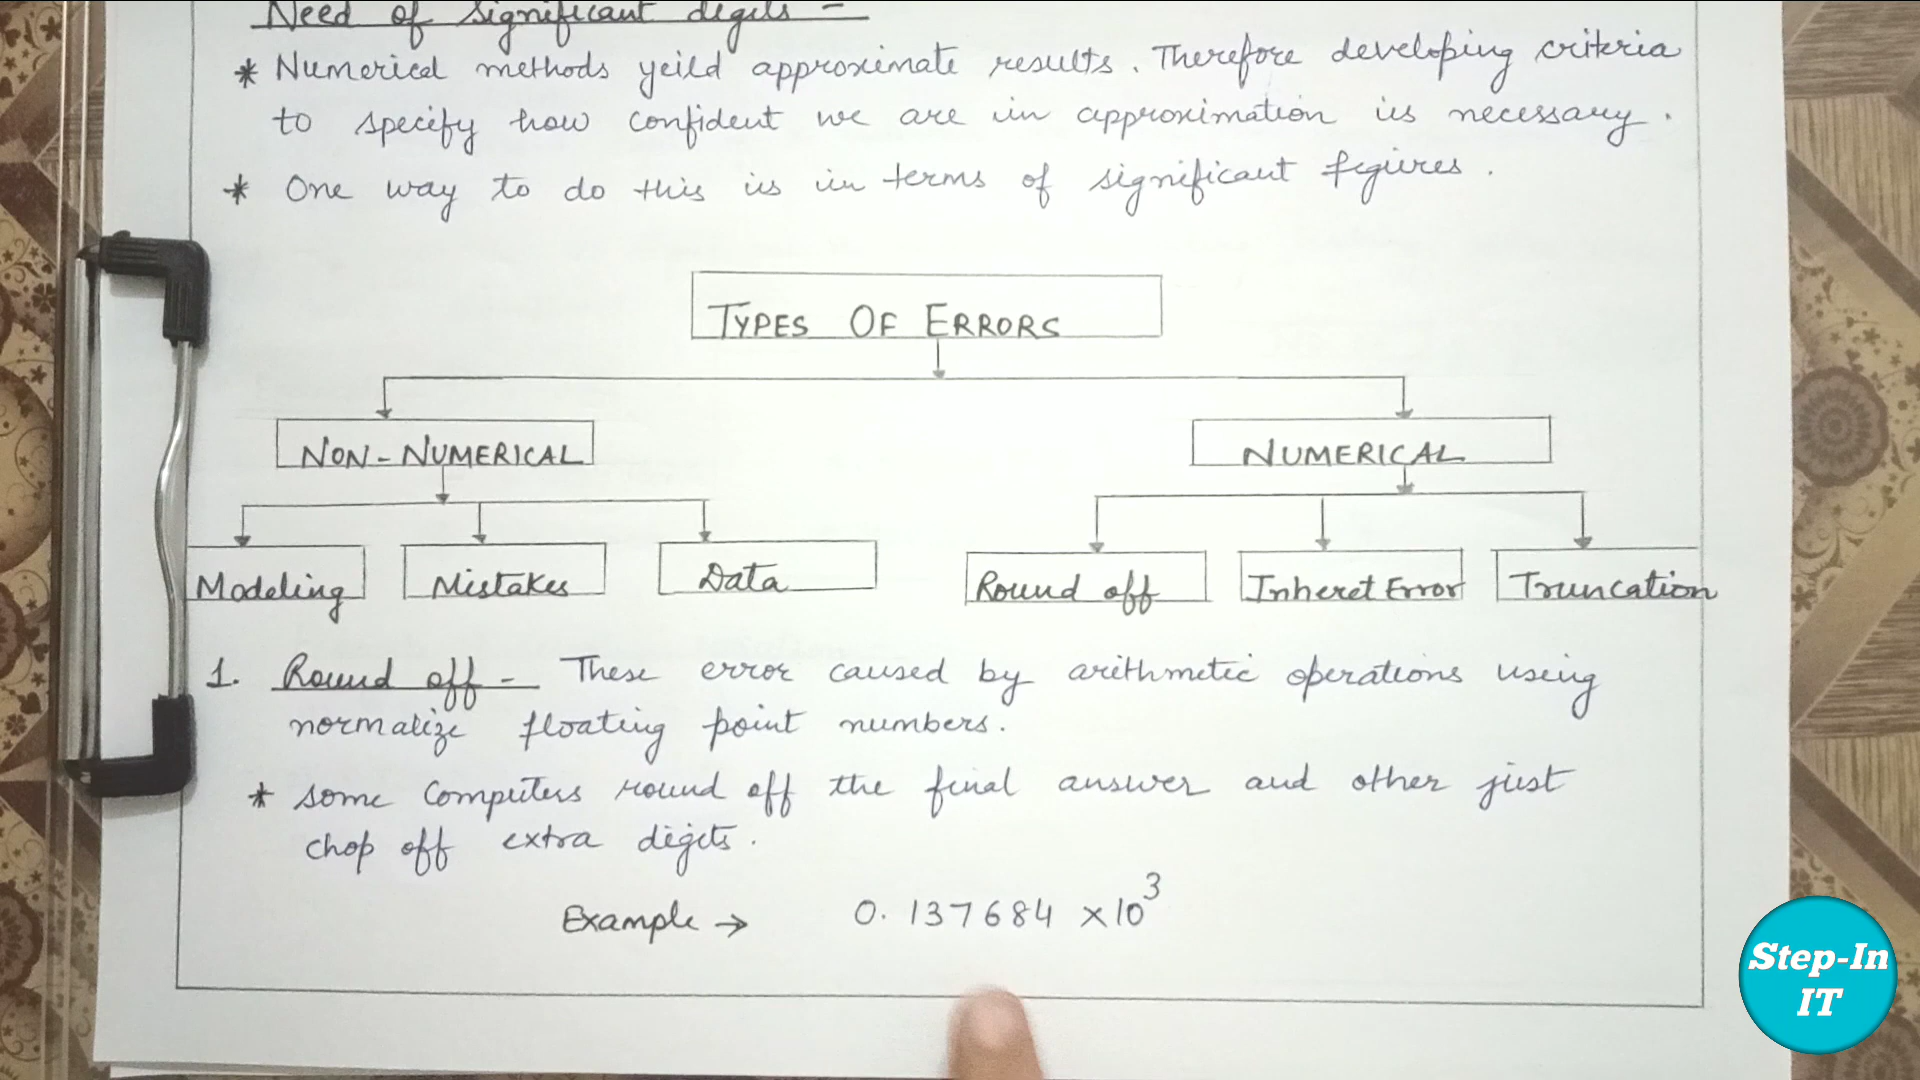 Need of significant digits -
* Numerical methods yeild approximate results. Therefore developing criteria
to specify how confident we are in approximation is necessary.
* One way to do this is in terms of significant figures.
TYPES OF ERRORS
NON-NUMERICAL NUMERICAL
Modeling Mistakes Data Round off Inheret Error Truncation
1. Round off - These error caused by arithmetic operations using
normalize floating point numbers.
* some computers round off the final answer and other just
chop off extra digits.
Example → 0.137684 ×10³
Step-In
IT